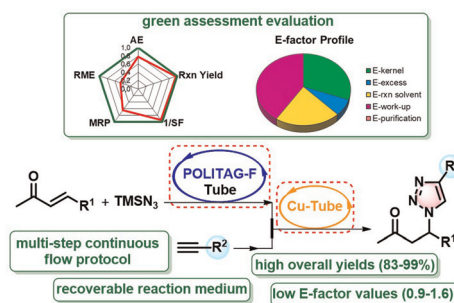 green assessment evaluation
AE
1,0
0,8
0,6
0,4
0,2
0,0
RME
Rxn Yield
MRP
1/SF
E-factor Profile
E-kernel
E-excess
E-rxn solvent
E-work-up
E-purification
POLITAG-F
Tube
Cu-Tube
O
R1
+ TMSN3
R2
N
N
N
O
R1
R
multi-step continuous
flow protocol
recoverable reaction medium
high overall yields (83-99%)
low E-factor values (0.9-1.6)